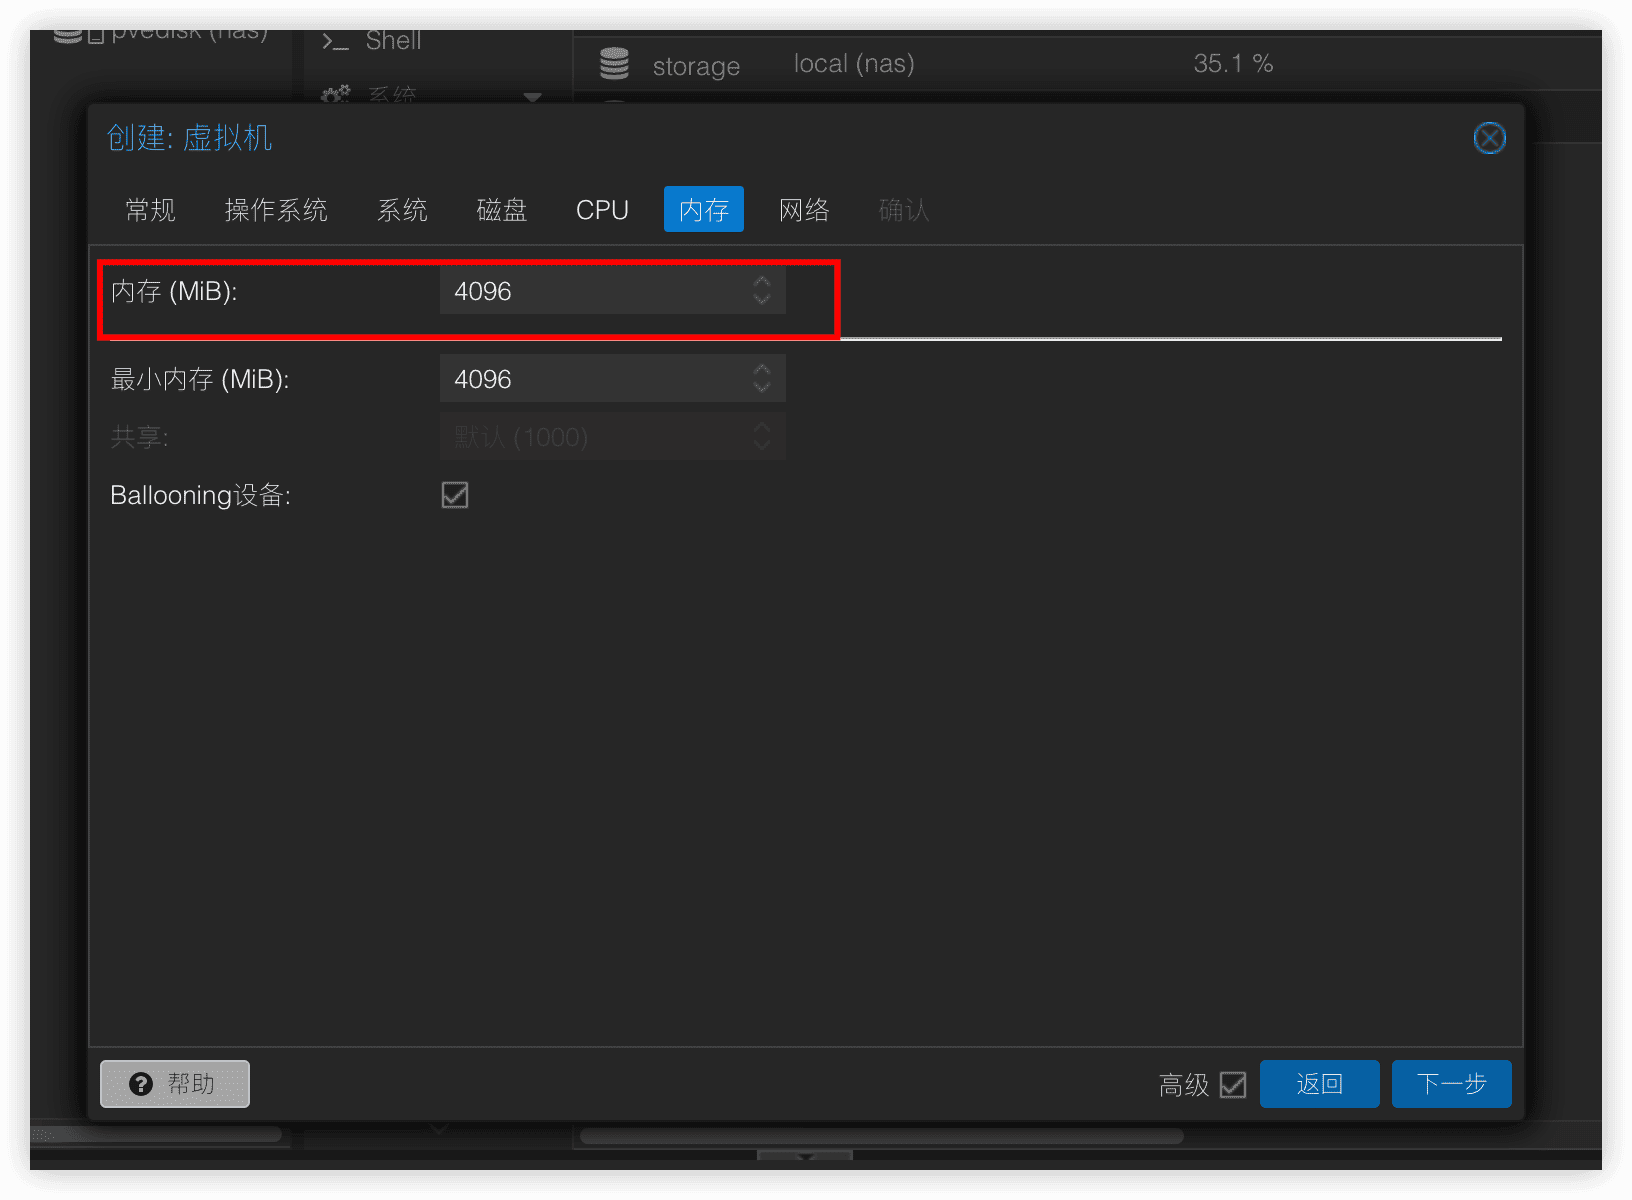 pvedisk (nas)
Shell
系统
storage local (nas) 35.1 %
创建: 虚拟机
常规 操作系统 系统 磁盘 CPU 内存 网络 确认
内存 (MiB): 4096
最小内存 (MiB): 4096
共享: 默认 (1000)
Ballooning设备:
帮助 高级 返回 下一步